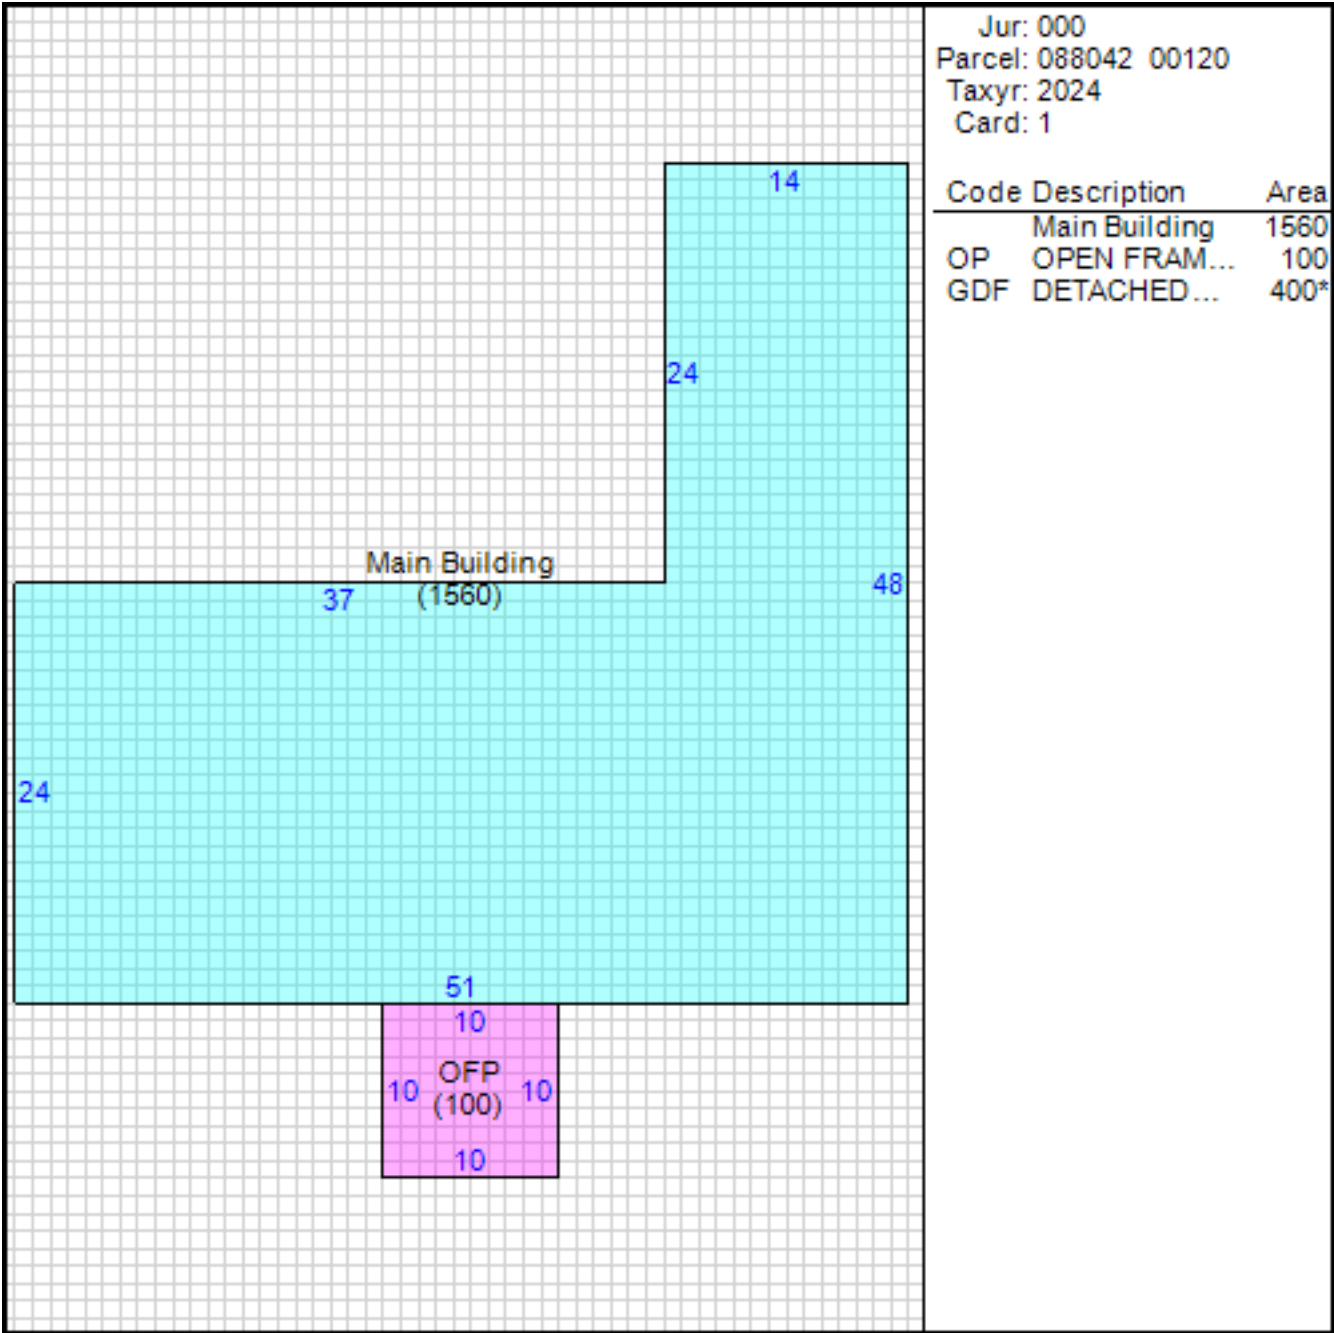 Jur: 000
Parcel: 088042 00120
Taxyr: 2024
Card: 1
Code Description Area
Main Building 1560
OP OPEN FRAM... 100
GDF DETACHED... 400*
14
24
Main Building
37 (1560)
48
24
51
10
OFP
10 (100) 10
10